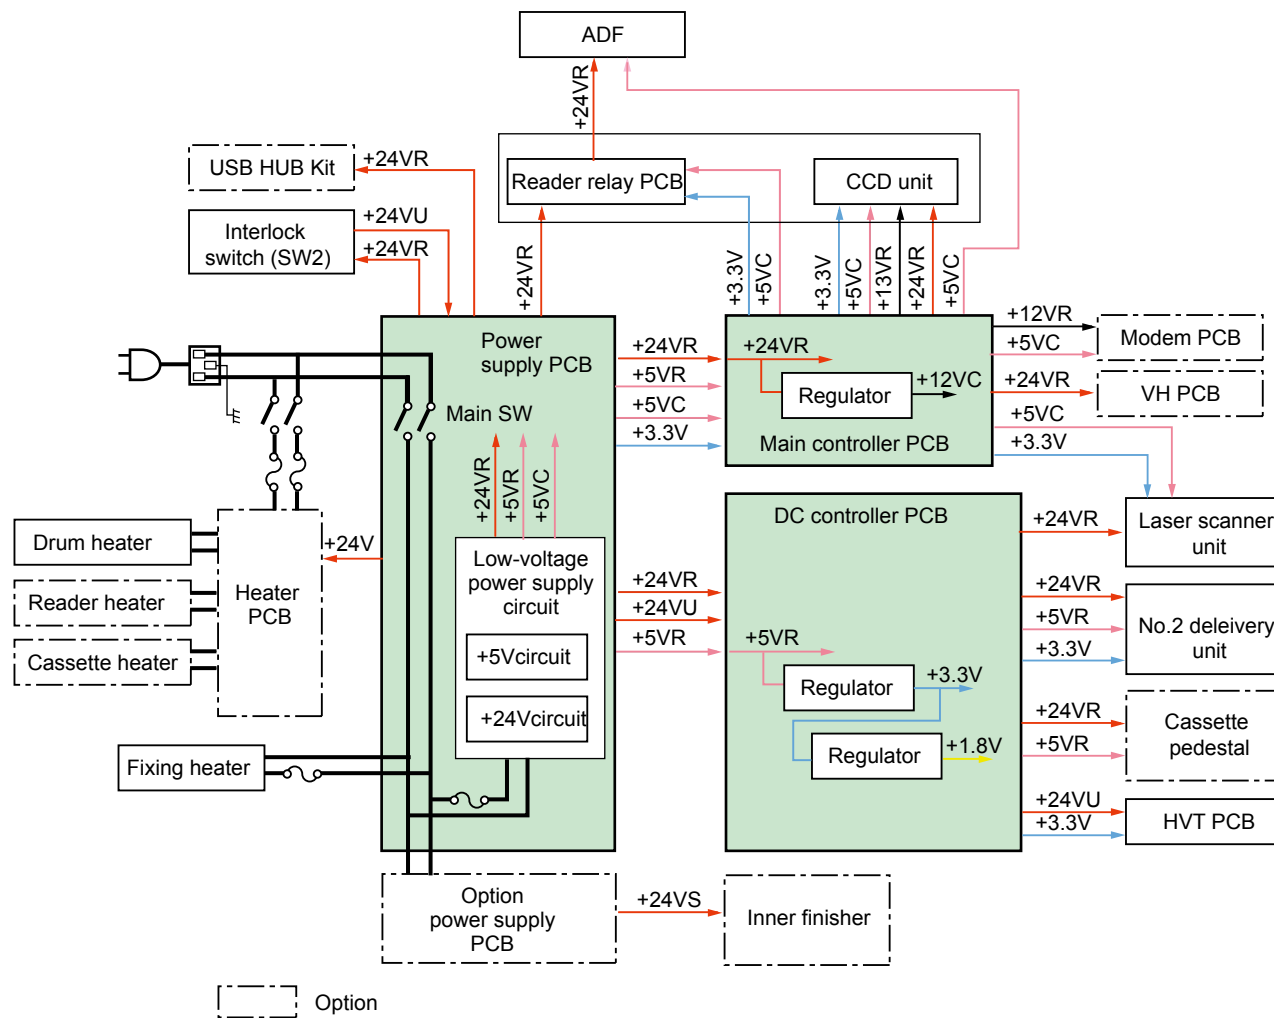 ADF
+24VR
USB HUB Kit
+24VR
Reader relay PCB
CCD unit
Interlock
switch (SW2)
+24VU
+24VR
+24VR
+3.3V
+5VC
+3.3V
+5VC
+13VR
+24VR
+5VC
Power
supply PCB
Main SW
+24VR
+5VR
+5VC
+3.3V
+24VR
Regulator
+12VC
Main controller PCB
+12VR
+5VC
Modem PCB
+24VR
VH PCB
+5VC
+3.3V
+24VR
+5VR
+5VC
DC controller PCB
+24VR
Laser scanner
unit
Drum heater
Reader heater
Cassette heater
Heater
PCB
+24V
Low-voltage
power supply
circuit
+5Vcircuit
+24Vcircuit
+24VR
+24VU
+5VR
+5VR
Regulator
+3.3V
Regulator
+1.8V
+24VR
+5VR
+3.3V
No.2 deleivery
unit
+24VR
+5VR
Cassette
pedestal
Fixing heater
+24VU
+3.3V
HVT PCB
Option
power supply
PCB
+24VS
Inner finisher
Option